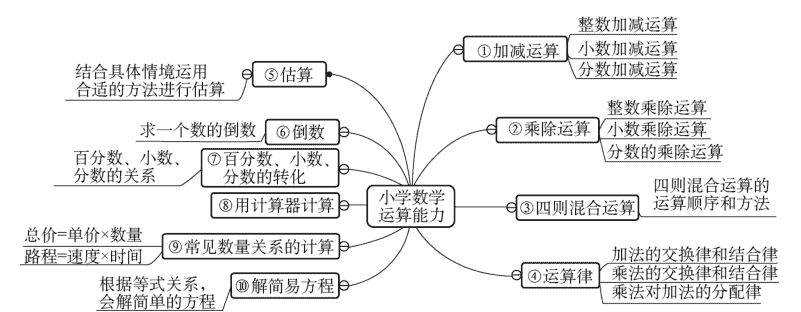 小学数学
运算能力
①加减运算
整数加减运算
小数加减运算
分数加减运算
②乘除运算
整数乘除运算
小数乘除运算
分数的乘除运算
③四则混合运算
四则混合运算的
运算顺序和方法
④运算律
加法的交换律和结合律
乘法的交换律和结合律
乘法对加法的分配律
⑤估算
结合具体情境运用
合适的方法进行估算
⑥倒数
求一个数的倒数
⑦百分数、小数、
分数的转化
百分数、小数、
分数的关系
⑧用计算器计算
⑨常见数量关系的计算
总价=单价×数量
路程=速度×时间
⑩解简易方程
根据等式关系，
会解简单的方程